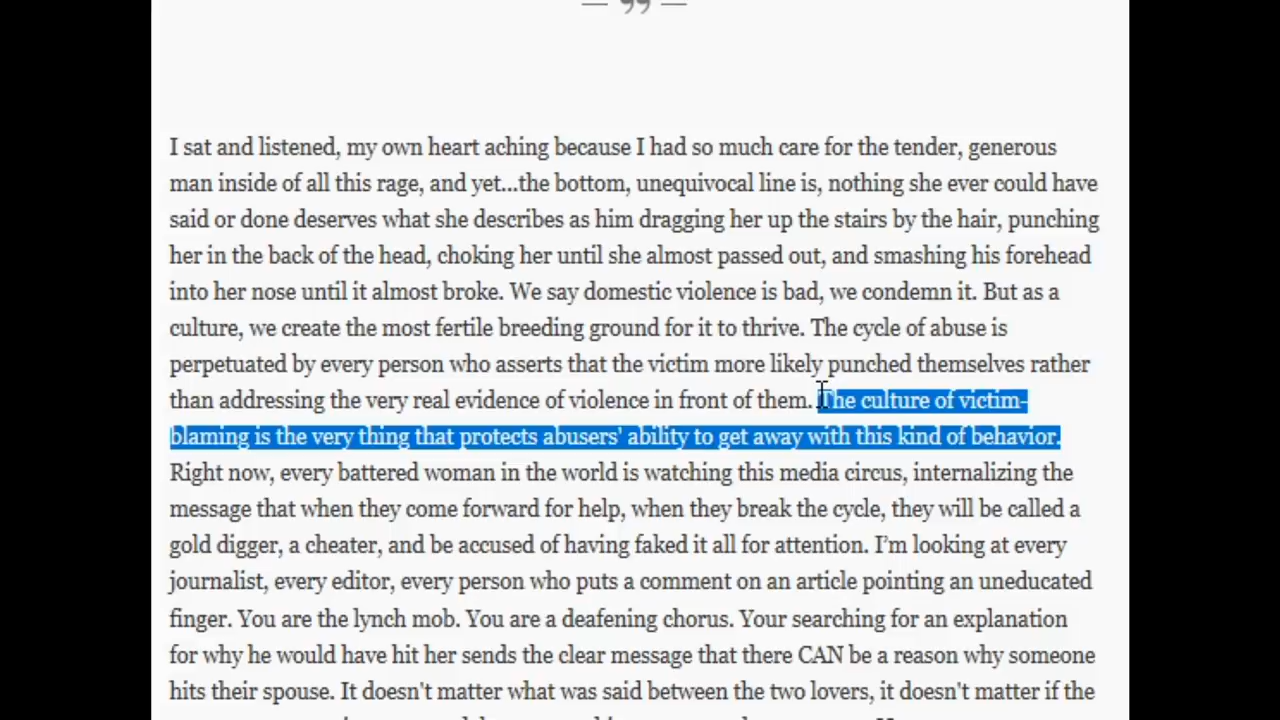 — ” —
I sat and listened, my own heart aching because I had so much care for the tender, generous
man inside of all this rage, and yet...the bottom, unequivocal line is, nothing she ever could have
said or done deserves what she describes as him dragging her up the stairs by the hair, punching
her in the back of the head, choking her until she almost passed out, and smashing his forehead
into her nose until it almost broke. We say domestic violence is bad, we condemn it. But as a
culture, we create the most fertile breeding ground for it to thrive. The cycle of abuse is
perpetuated by every person who asserts that the victim more likely punched themselves rather
than addressing the very real evidence of violence in front of them. The culture of victim-
blaming is the very thing that protects abusers' ability to get away with this kind of behavior.
Right now, every battered woman in the world is watching this media circus, internalizing the
message that when they come forward for help, when they break the cycle, they will be called a
gold digger, a cheater, and be accused of having faked it all for attention. I’m looking at every
journalist, every editor, every person who puts a comment on an article pointing an uneducated
finger. You are the lynch mob. You are a deafening chorus. Your searching for an explanation
for why he would have hit her sends the clear message that there CAN be a reason why someone
hits their spouse. It doesn't matter what was said between the two lovers, it doesn't matter if the